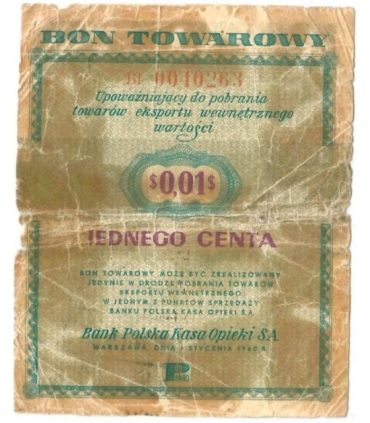 BON TOWAROWY
0010263
Upoważniający do pobrania
towarów eksportu wewnętrznego
wartości
$0,01$
JEDNEGO CENTA
BON TOWAROWY MOŻE BYĆ ZREALIZOWANY
JEDYNIE W DRODZE POBRANIA TOWARÓW
EKSPORTU WEWNĘTRZNEGO
W JEDNYM Z PUNKTÓW SPRZEDAŻY
BANKU POLSKA KASA OPIEKI S.A.
Bank Polska Kasa Opieki S.A.
WARSZAWA, DNIA 1 STYCZNIA 1960 R.